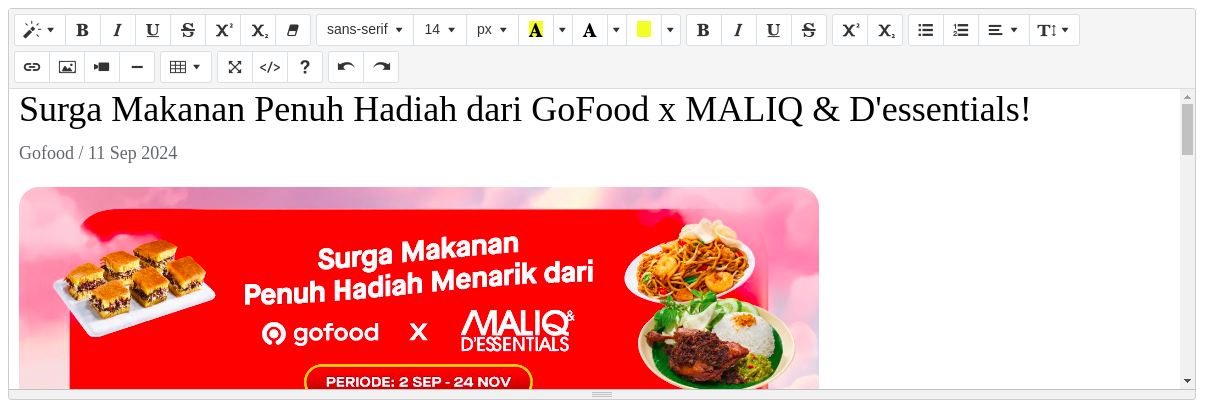 B I U S X² X₂ sans-serif 14 px A A B I U S X² X₂ T
</> ?
Surga Makanan Penuh Hadiah dari GoFood x MALIQ & D'essentials!
Gofood / 11 Sep 2024
Surga Makanan
Penuh Hadiah Menarik dari
gofood X MALIQ & D'ESSENTIALS
PERIODE: 2 SEP - 24 NOV